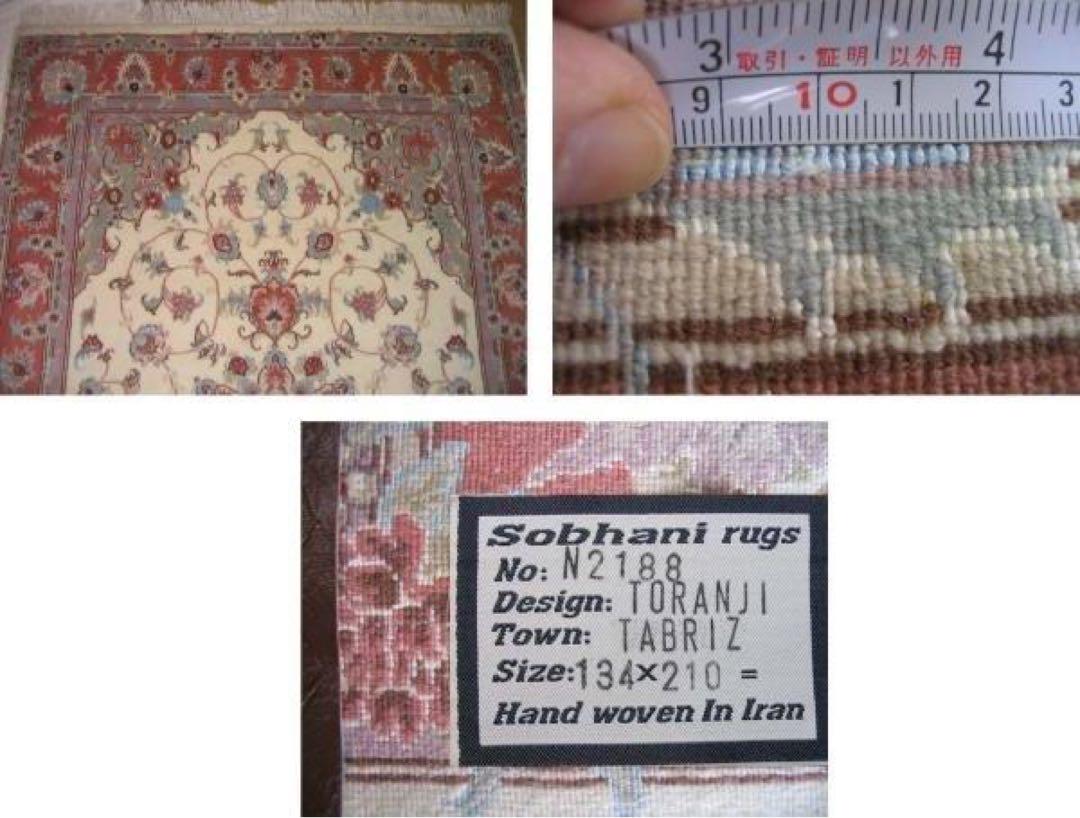 3 取引・証明 以外用 4
9 10 1 2 3
Sobhani rugs
No: N2188
Design: TORANJI
Town: TABRIZ
Size:134×210 =
Hand woven In Iran